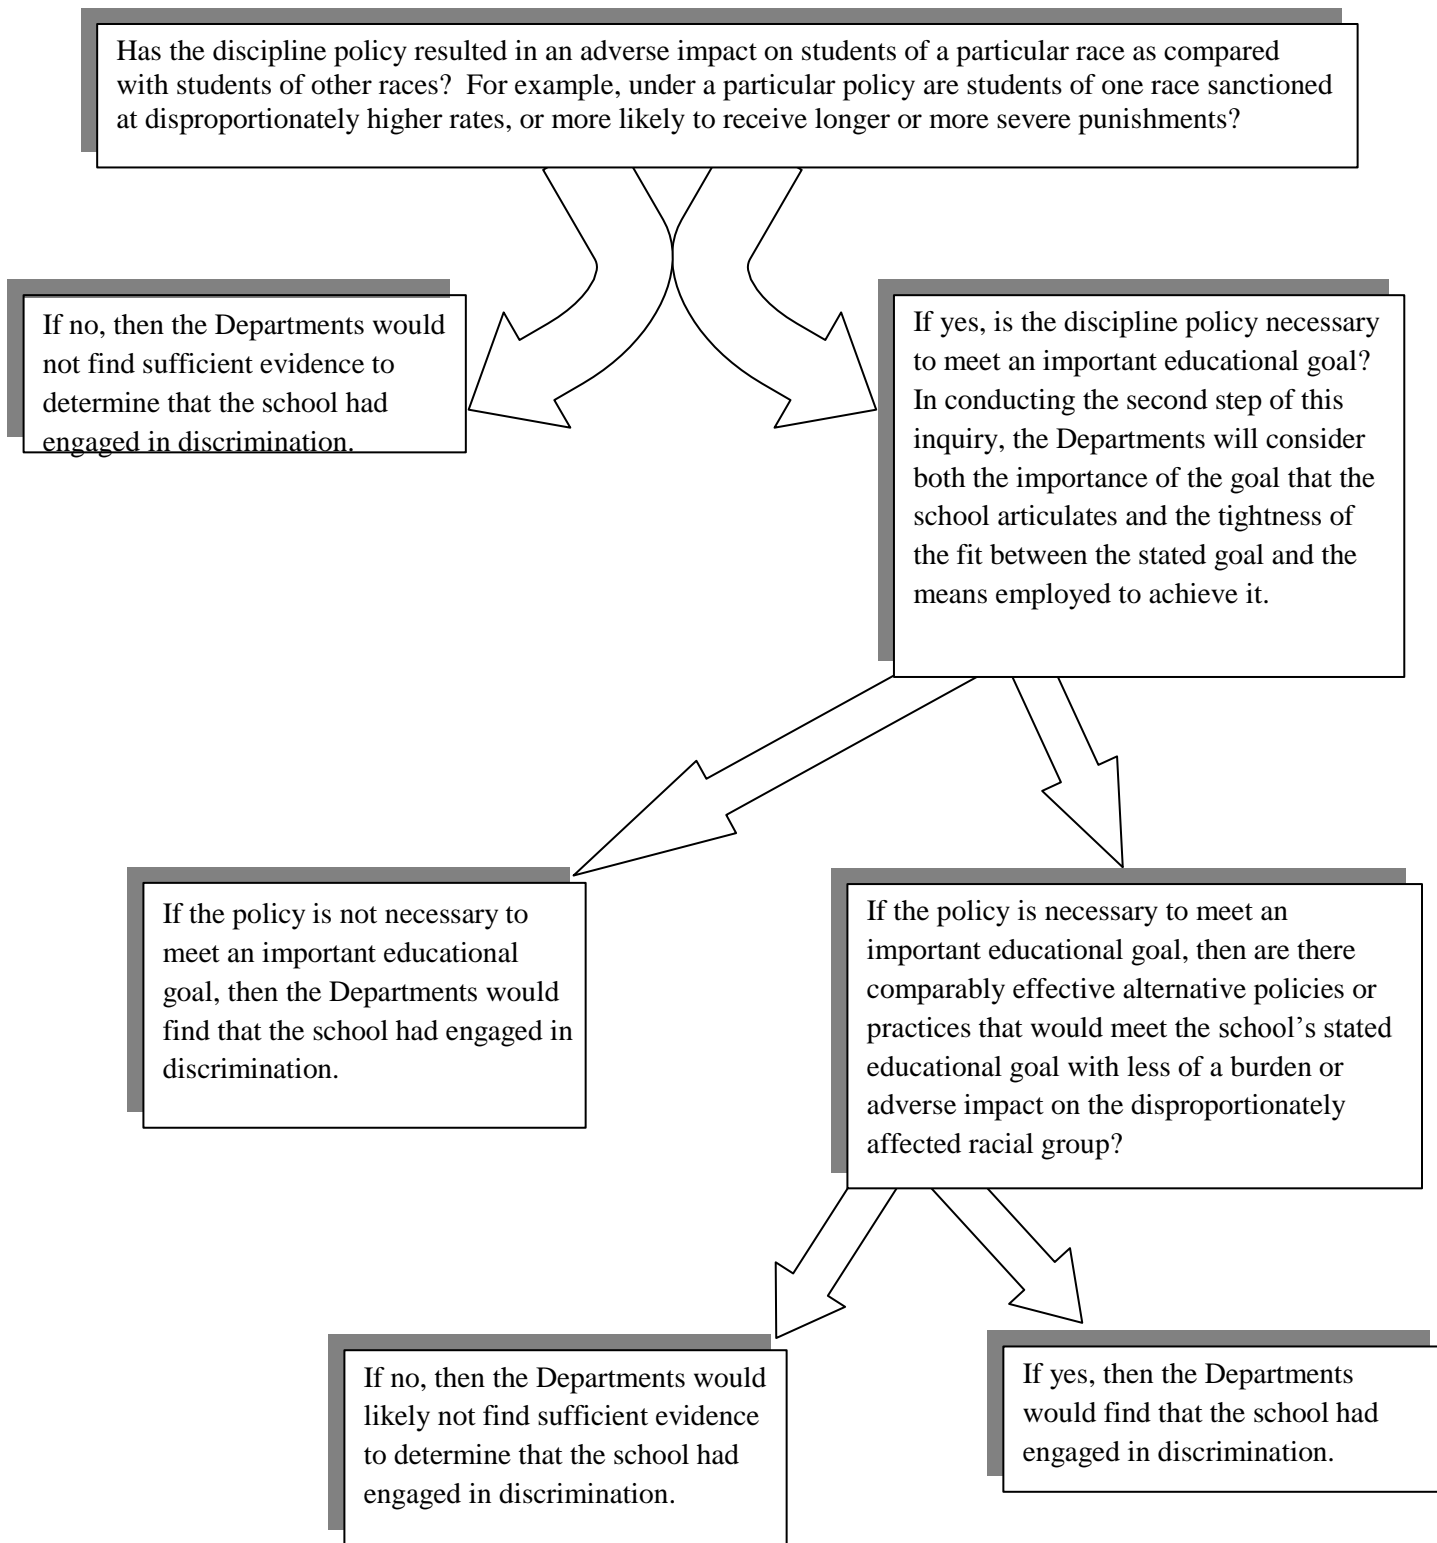 Has the discipline policy resulted in an adverse impact on students of a particular race as compared
with students of other races?  For example, under a particular policy are students of one race sanctioned
at disproportionately higher rates, or more likely to receive longer or more severe punishments?
If no, then the Departments would
not find sufficient evidence to
determine that the school had
engaged in discrimination.
If yes, is the discipline policy necessary
to meet an important educational goal?
In conducting the second step of this
inquiry, the Departments will consider
both the importance of the goal that the
school articulates and the tightness of
the fit between the stated goal and the
means employed to achieve it.
If the policy is not necessary to
meet an important educational
goal, then the Departments would
find that the school had engaged in
discrimination.
If the policy is necessary to meet an
important educational goal, then are there
comparably effective alternative policies or
practices that would meet the school’s stated
educational goal with less of a burden or
adverse impact on the disproportionately
affected racial group?
If no, then the Departments would
likely not find sufficient evidence
to determine that the school had
engaged in discrimination.
If yes, then the Departments
would find that the school had
engaged in discrimination.